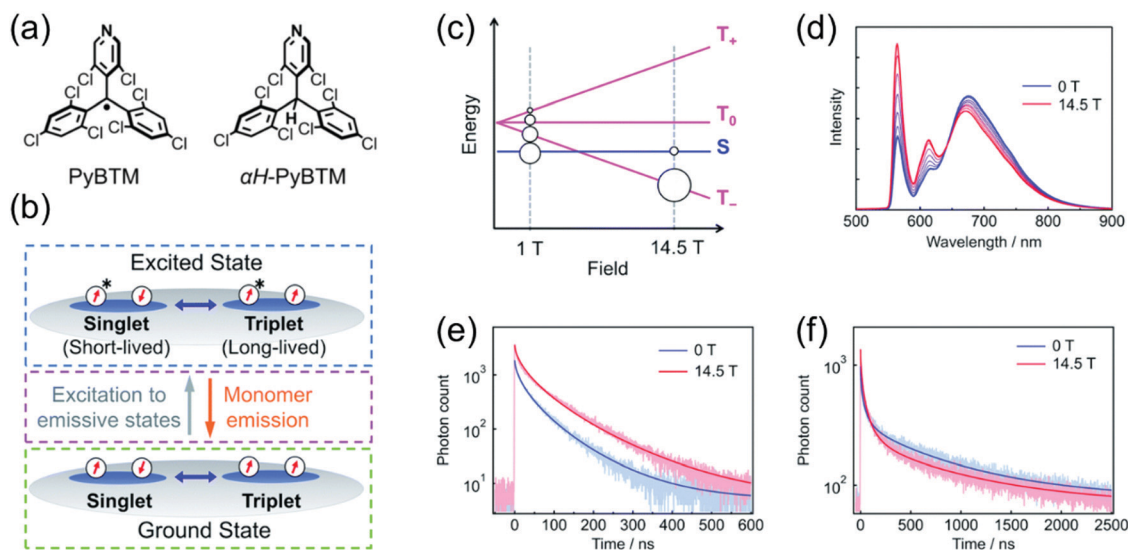 (a)
N
Cl
Cl
Cl
Cl
Cl
Cl
Cl
Cl
PyBTM
N
Cl
Cl
Cl
Cl
Cl
Cl
H
Cl
Cl
αH-PyBTM
(b)
Excited State
*
*
Singlet
Triplet
(Short-lived)
(Long-lived)
Excitation to
emissive states
Monomer
emission
Singlet
Triplet
Ground State
(c)
Energy
T+
T0
S
T−
1 T
14.5 T
Field
(d)
Intensity
0 T
14.5 T
500
600
700
800
900
Wavelength / nm
(e)
Photon count
10³
10²
10¹
0 T
14.5 T
0
100
200
300
400
500
600
Time / ns
(f)
Photon count
10³
10²
0 T
14.5 T
0
500
1000
1500
2000
2500
Time / ns